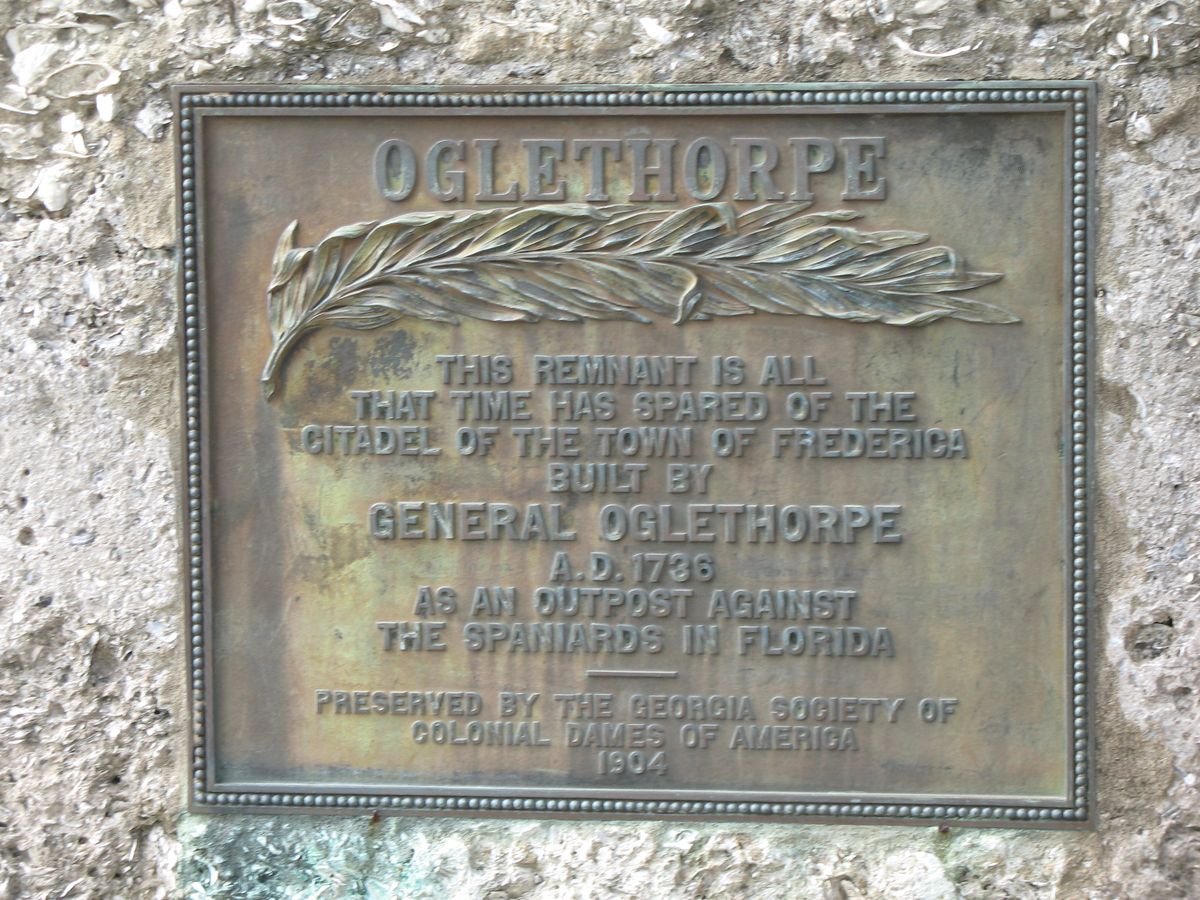 OGLETHORPE
THIS REMNANT IS ALL
THAT TIME HAS SPARED OF THE
CITADEL OF THE TOWN OF FREDERICA
BUILT BY
GENERAL OGLETHORPE
A.D. 1736
AS AN OUTPOST AGAINST
THE SPANIARDS IN FLORIDA
PRESERVED BY THE GEORGIA SOCIETY OF
COLONIAL DAMES OF AMERICA
1904